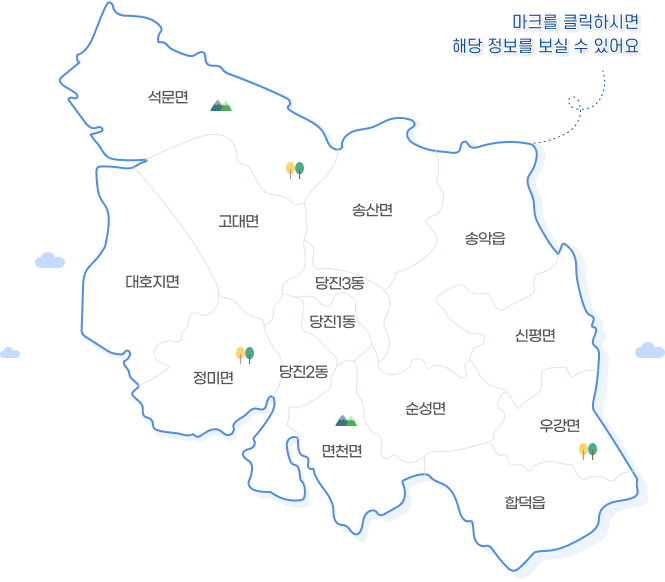 마크를 클릭하시면
해당 정보를 보실 수 있어요
석문면
고대면
송산면
송악읍
대호지면
당진3동
당진1동
신평면
정미면
당진2동
순성면
우강면
면천면
합덕읍